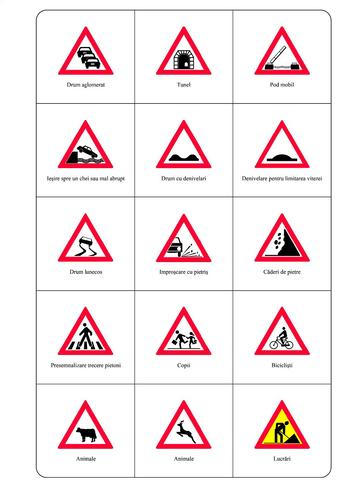 Drum aglomerat
Tunel
Pod mobil
Ieșire spre un chei sau mal abrupt
Drum cu denivelari
Denivelare pentru limitarea vitezei
Drum lunecos
Improșcare cu pietriș
Căderi de pietre
Presemnalizare trecere pietoni
Copii
Bicicliști
Animale
Animale
Lucrări